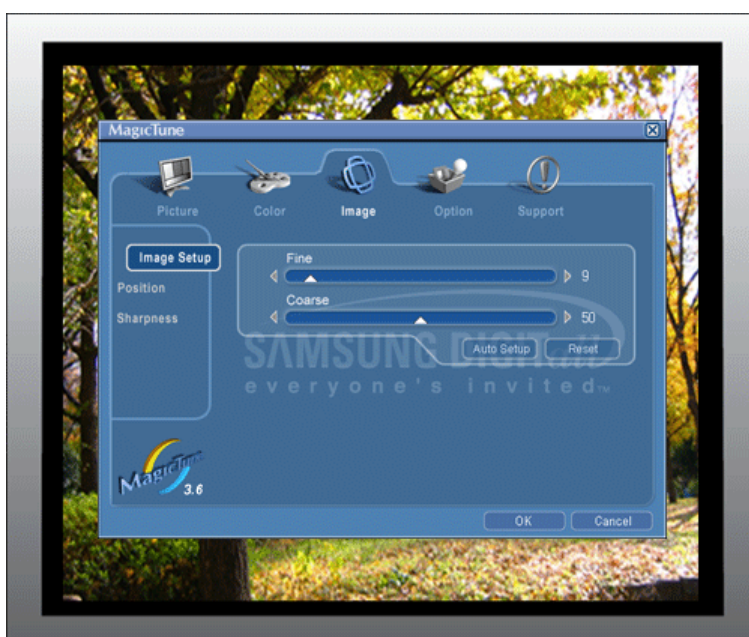 MagicTune
Picture Color Image Option Support
Image Setup
Position
Sharpness
Fine
9
Coarse
50
Auto Setup Reset
SAMSUNG DIGITall
everyone's invited™
MagicTune
3.6
OK Cancel